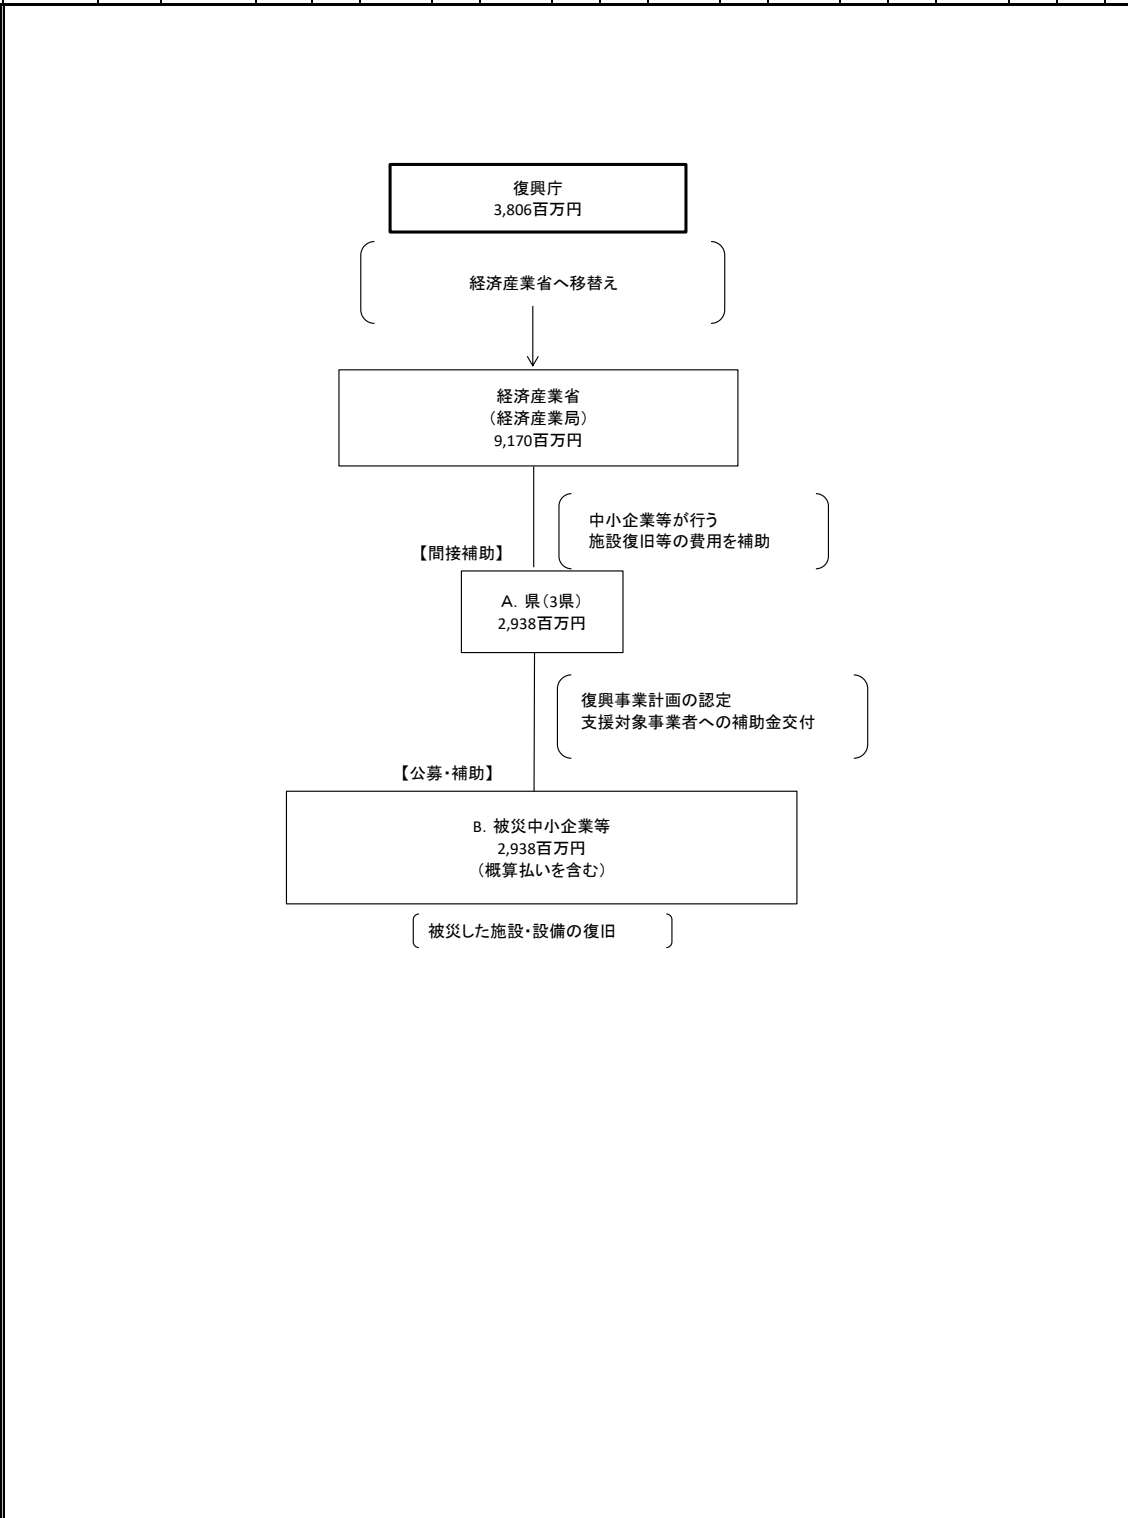 復興庁
3,806百万円
経済産業省へ移替え
経済産業省
（経済産業局）
9,170百万円
中小企業等が行う
施設復旧等の費用を補助
【間接補助】
A．県（3県）
2,938百万円
復興事業計画の認定
支援対象事業者への補助金交付
【公募・補助】
B．被災中小企業等
2,938百万円
（概算払いを含む）
被災した施設・設備の復旧